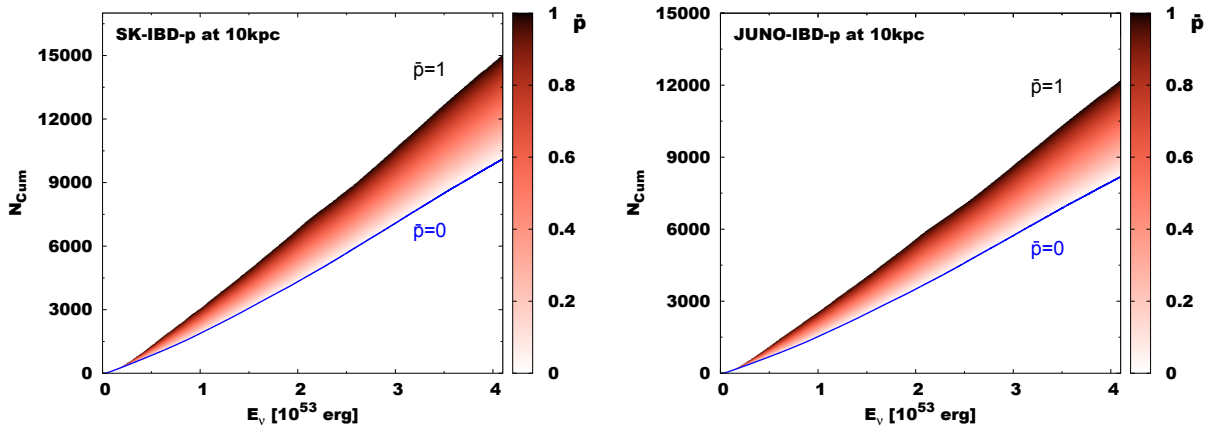 SK-IBD-p at 10kpc
p̄=1
p̄=0
15000
12000
9000
6000
3000
0
N_Cum
0 1 2 3 4
E_ν [10^53 erg]
p̄
1
0.8
0.6
0.4
0.2
0
JUNO-IBD-p at 10kpc
p̄=1
p̄=0
15000
12000
9000
6000
3000
0
N_Cum
0 1 2 3 4
E_ν [10^53 erg]
p̄
1
0.8
0.6
0.4
0.2
0